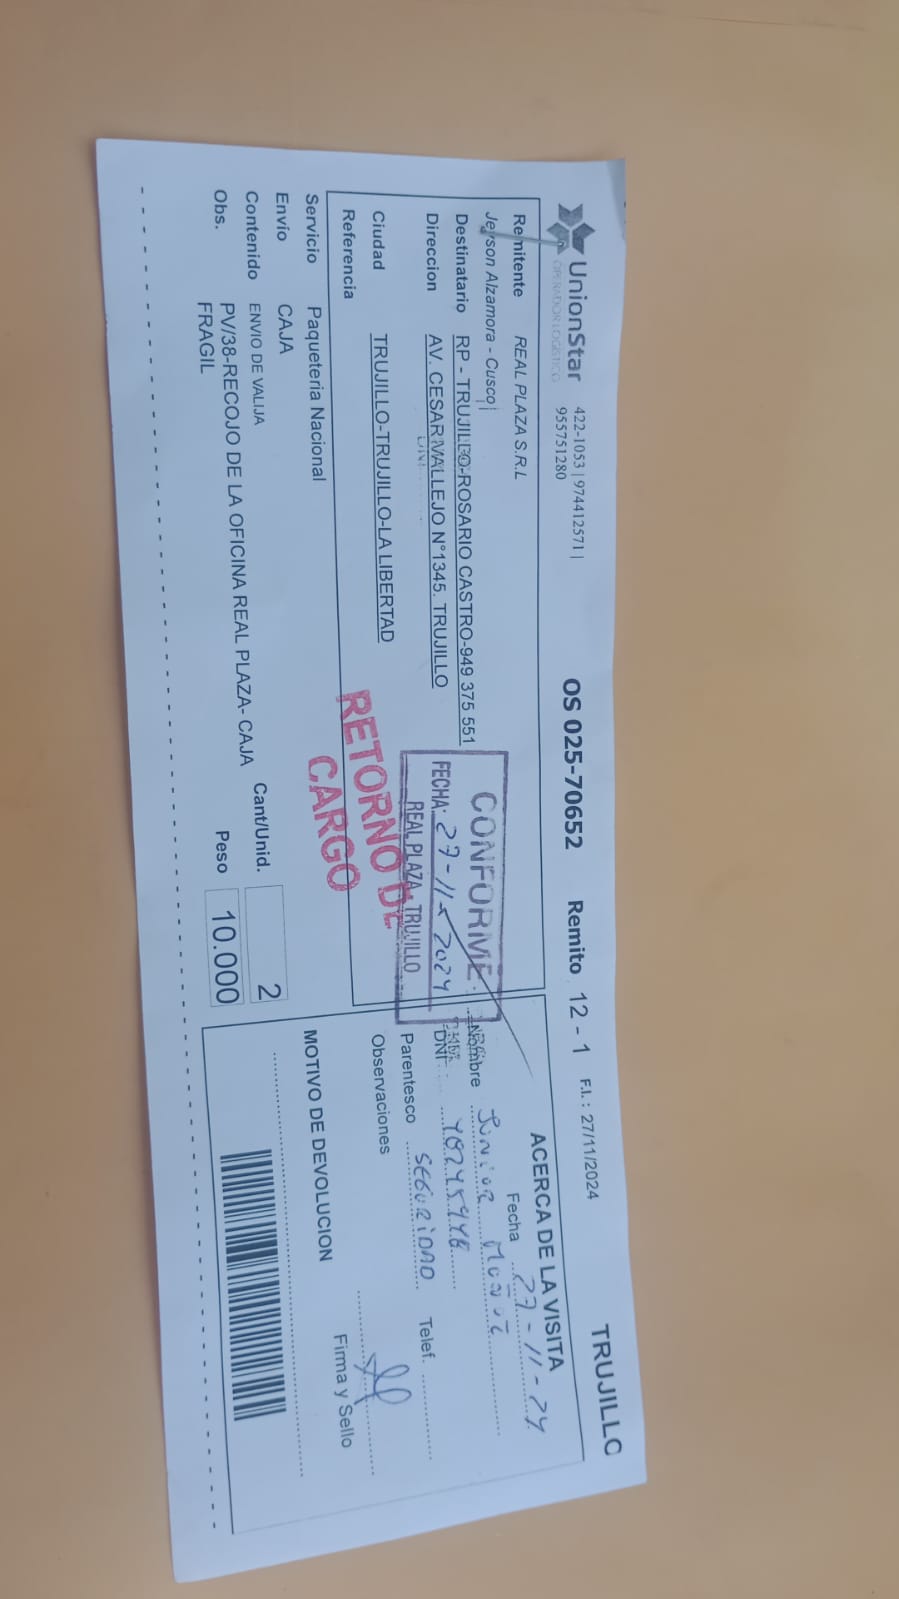 UnionStar
OPERADOR LOGÍSTICO
422-1053 | 974412571 |
955751280
OS 025-70652
Remito 12 - 1
F.I.: 27/11/2024
TRUJILLO
Remitente REAL PLAZA S.R.L
Jeyson Alzamora - Cusco
Destinatario RP - TRUJILLO-ROSARIO CASTRO-949 375 551
Direccion AV. CESAR VALLEJO N°1345. TRUJILLO
Ciudad TRUJILLO-TRUJILLO-LA LIBERTAD
Referencia
CONFORME
FECHA: 27-11-2024
REAL PLAZA - TRUJILLO
RETORNO DE
CARGO
Servicio Paqueteria Nacional
Envío CAJA
Contenido ENVIO DE VALIJA
Obs. PV/38-RECOJO DE LA OFICINA REAL PLAZA- CAJA
FRAGIL
Cant/Unid. 2
Peso 10.000
ACERCA DE LA VISITA
Fecha 27-11-24
Nombre Junior
DNI
Parentesco SEGURIDAD Telef.
Observaciones
Firma y Sello
MOTIVO DE DEVOLUCION